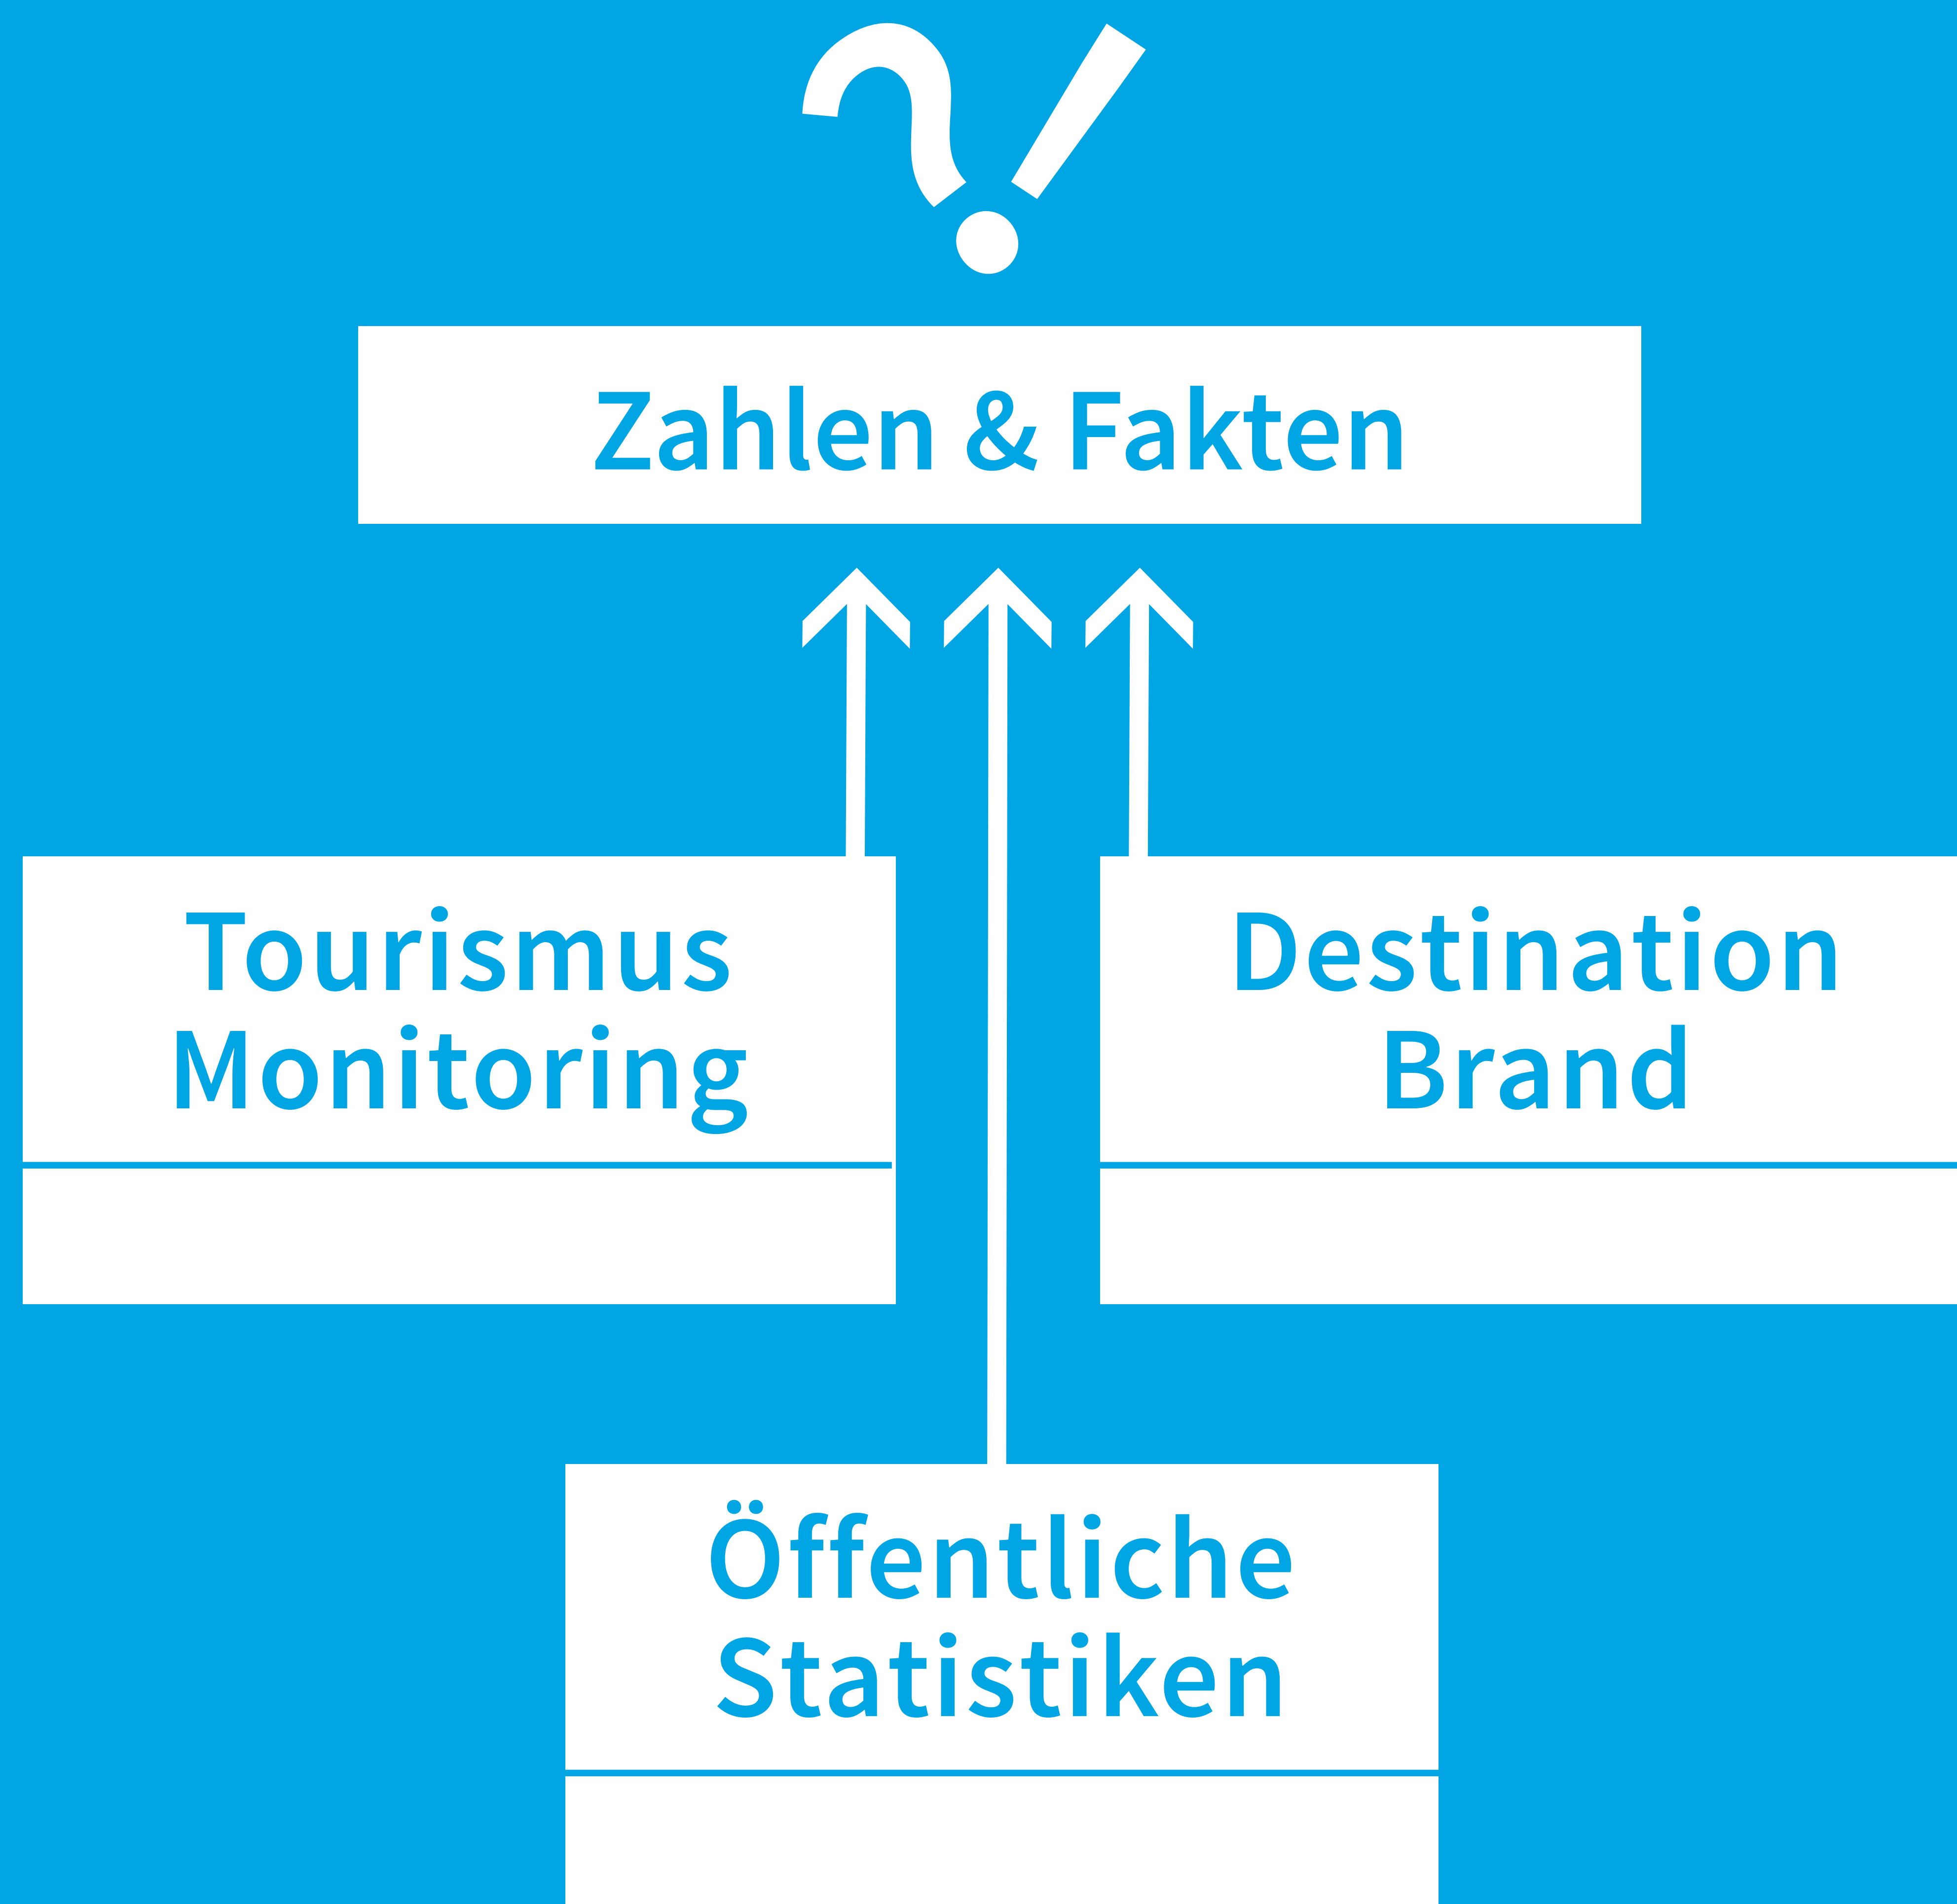 ?!
Zahlen & Fakten
Tourismus
Monitoring
Destination
Brand
Öffentliche
Statistiken